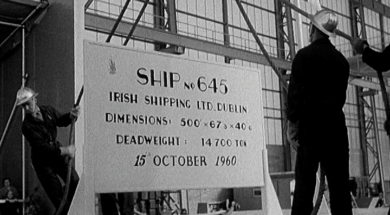 SHIP No 645
IRISH SHIPPING LTD. DUBLIN
DIMENSIONS: 500' × 67' 3 × 40' 6
DEADWEIGHT: 14 700 TON
15th OCTOBER 1960